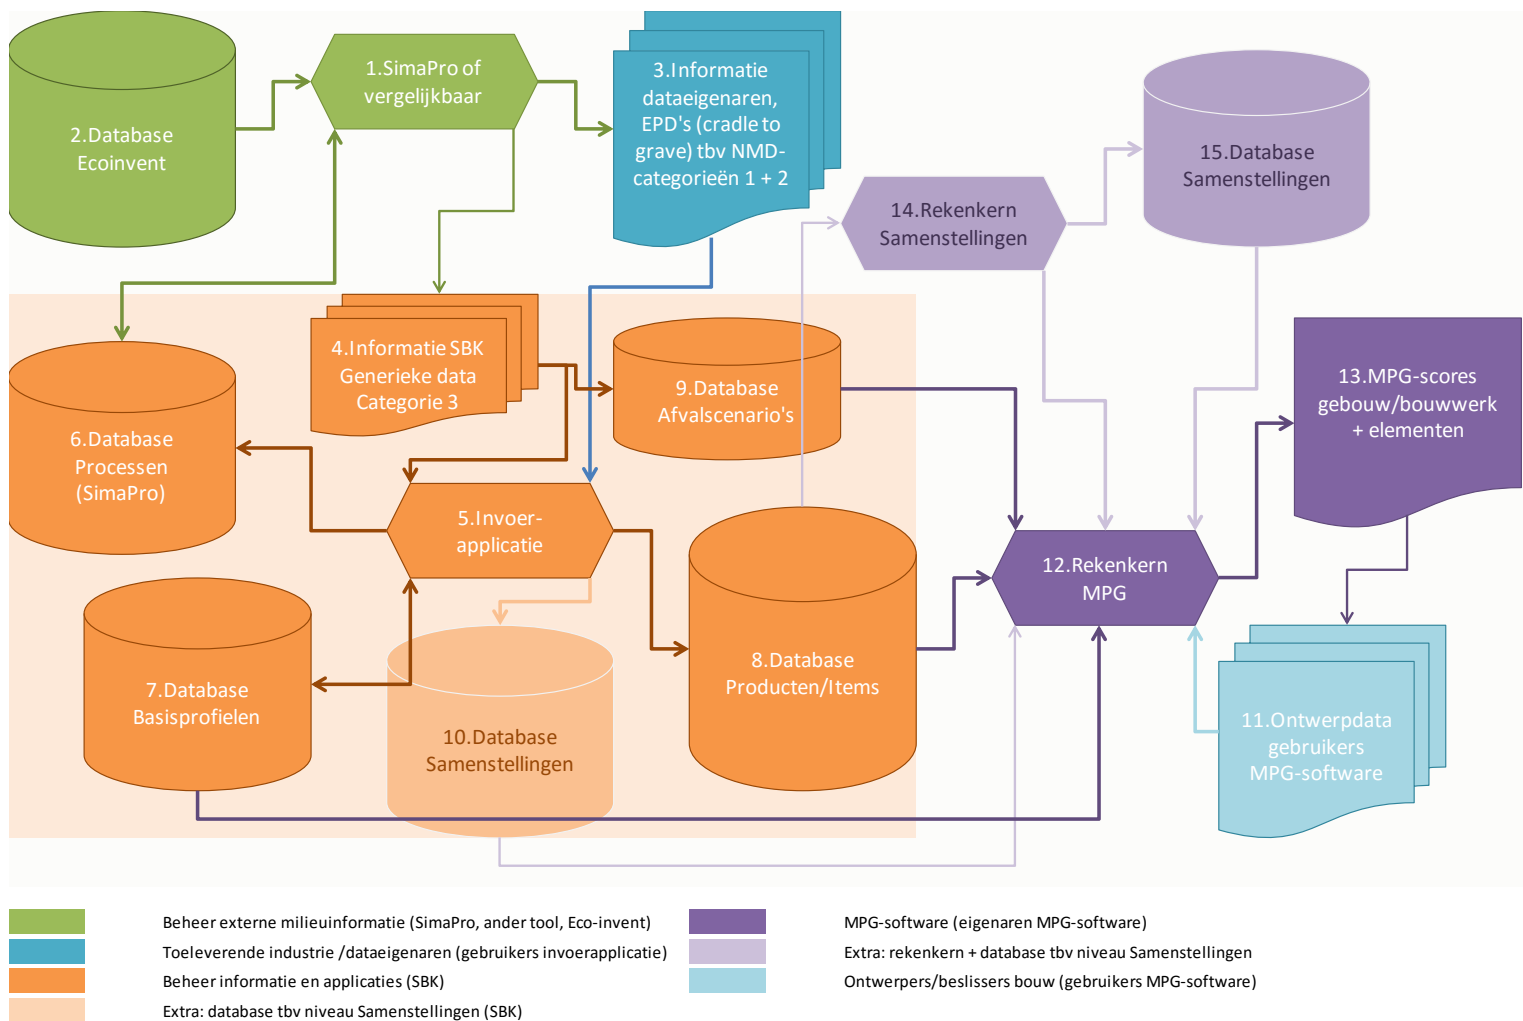 2.Database
Ecoinvent
1.SimaPro of
vergelijkbaar
3.Informatie
dataeigenaren,
EPD's (cradle to
grave) tbv NMD-
categorieën 1 + 2
14.Rekenkern
Samenstellingen
15.Database
Samenstellingen
4.Informatie SBK
Generieke data
Categorie 3
9.Database
Afvalscenario's
13.MPG-scores
gebouw/bouwwerk
+ elementen
6.Database
Processen
(SimaPro)
5.Invoer-
applicatie
12.Rekenkern
MPG
7.Database
Basisprofielen
10.Database
Samenstellingen
8.Database
Producten/Items
11.Ontwerpdata
gebruikers
MPG-software
Beheer externe milieuinformatie (SimaPro, ander tool, Eco-invent)
Toeleverende industrie /dataeigenaren (gebruikers invoerapplicatie)
Beheer informatie en applicaties (SBK)
Extra: database tbv niveau Samenstellingen (SBK)
MPG-software (eigenaren MPG-software)
Extra: rekenkern + database tbv niveau Samenstellingen
Ontwerpers/beslissers bouw (gebruikers MPG-software)